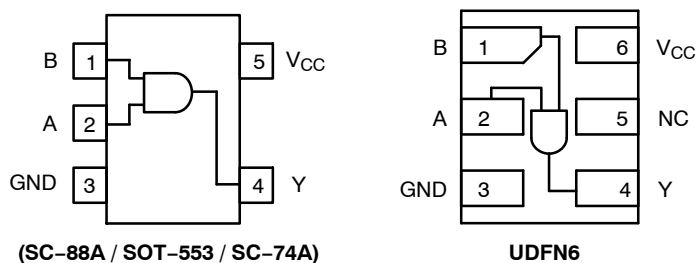 B 1 5 VCC
A 2
GND 3 4 Y
(SC–88A / SOT–553 / SC–74A)
B 1 6 VCC
A 2 5 NC
GND 3 4 Y
UDFN6